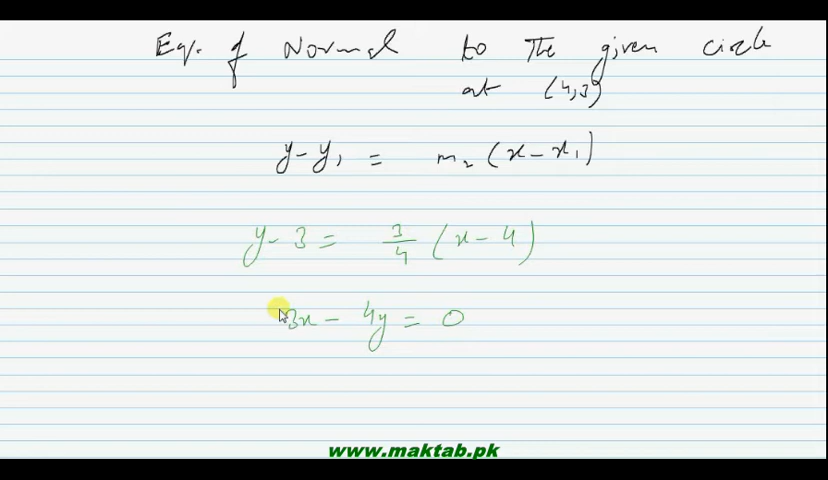 Eq. of Normal to The given circle
at (4,3)
y - y₁ = m₂ (x - x₁)
y - 3 = 3/4 (x - 4)
3x - 4y = 0
www.maktab.pk